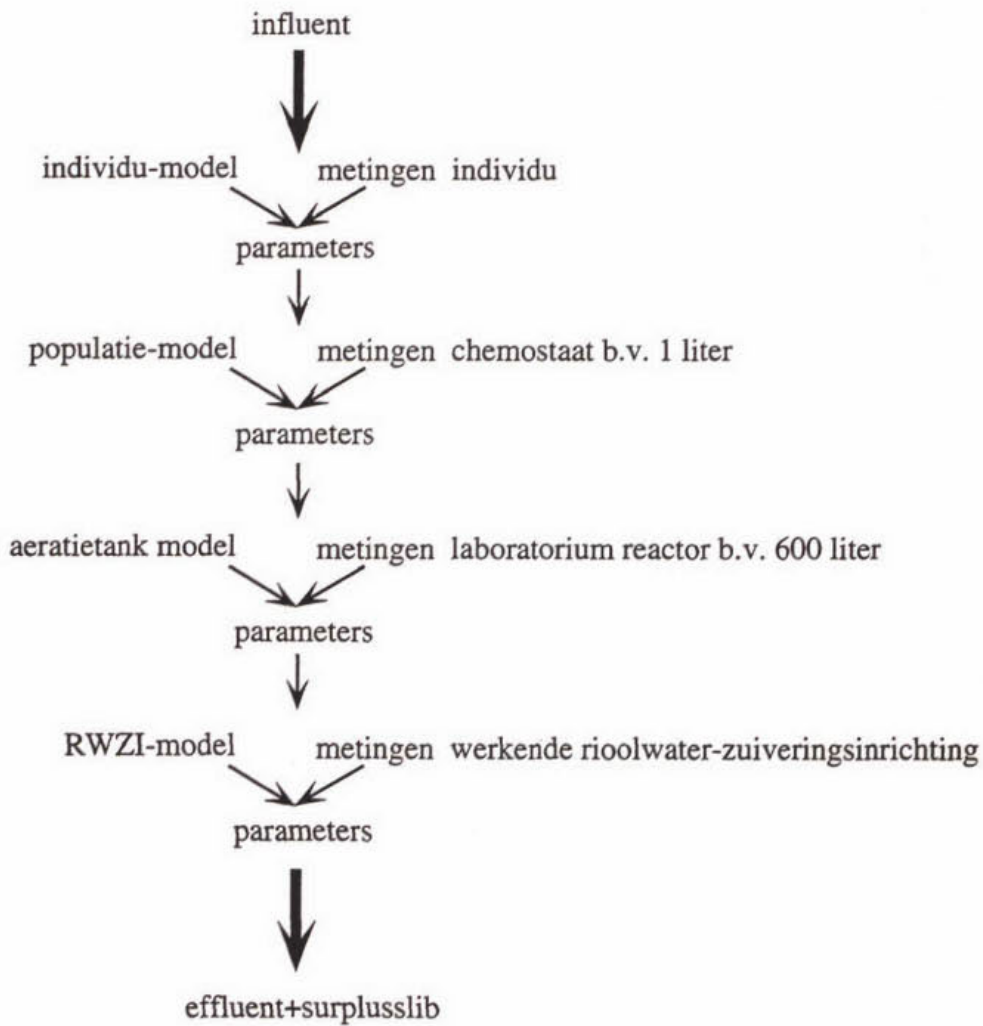 influent
individu-model metingen individu
parameters
populatie-model metingen chemostaat b.v. 1 liter
parameters
aeratietank model metingen laboratorium reactor b.v. 600 liter
parameters
RWZI-model metingen werkende rioolwater-zuiveringsinrichting
parameters
effluent+surplusslib